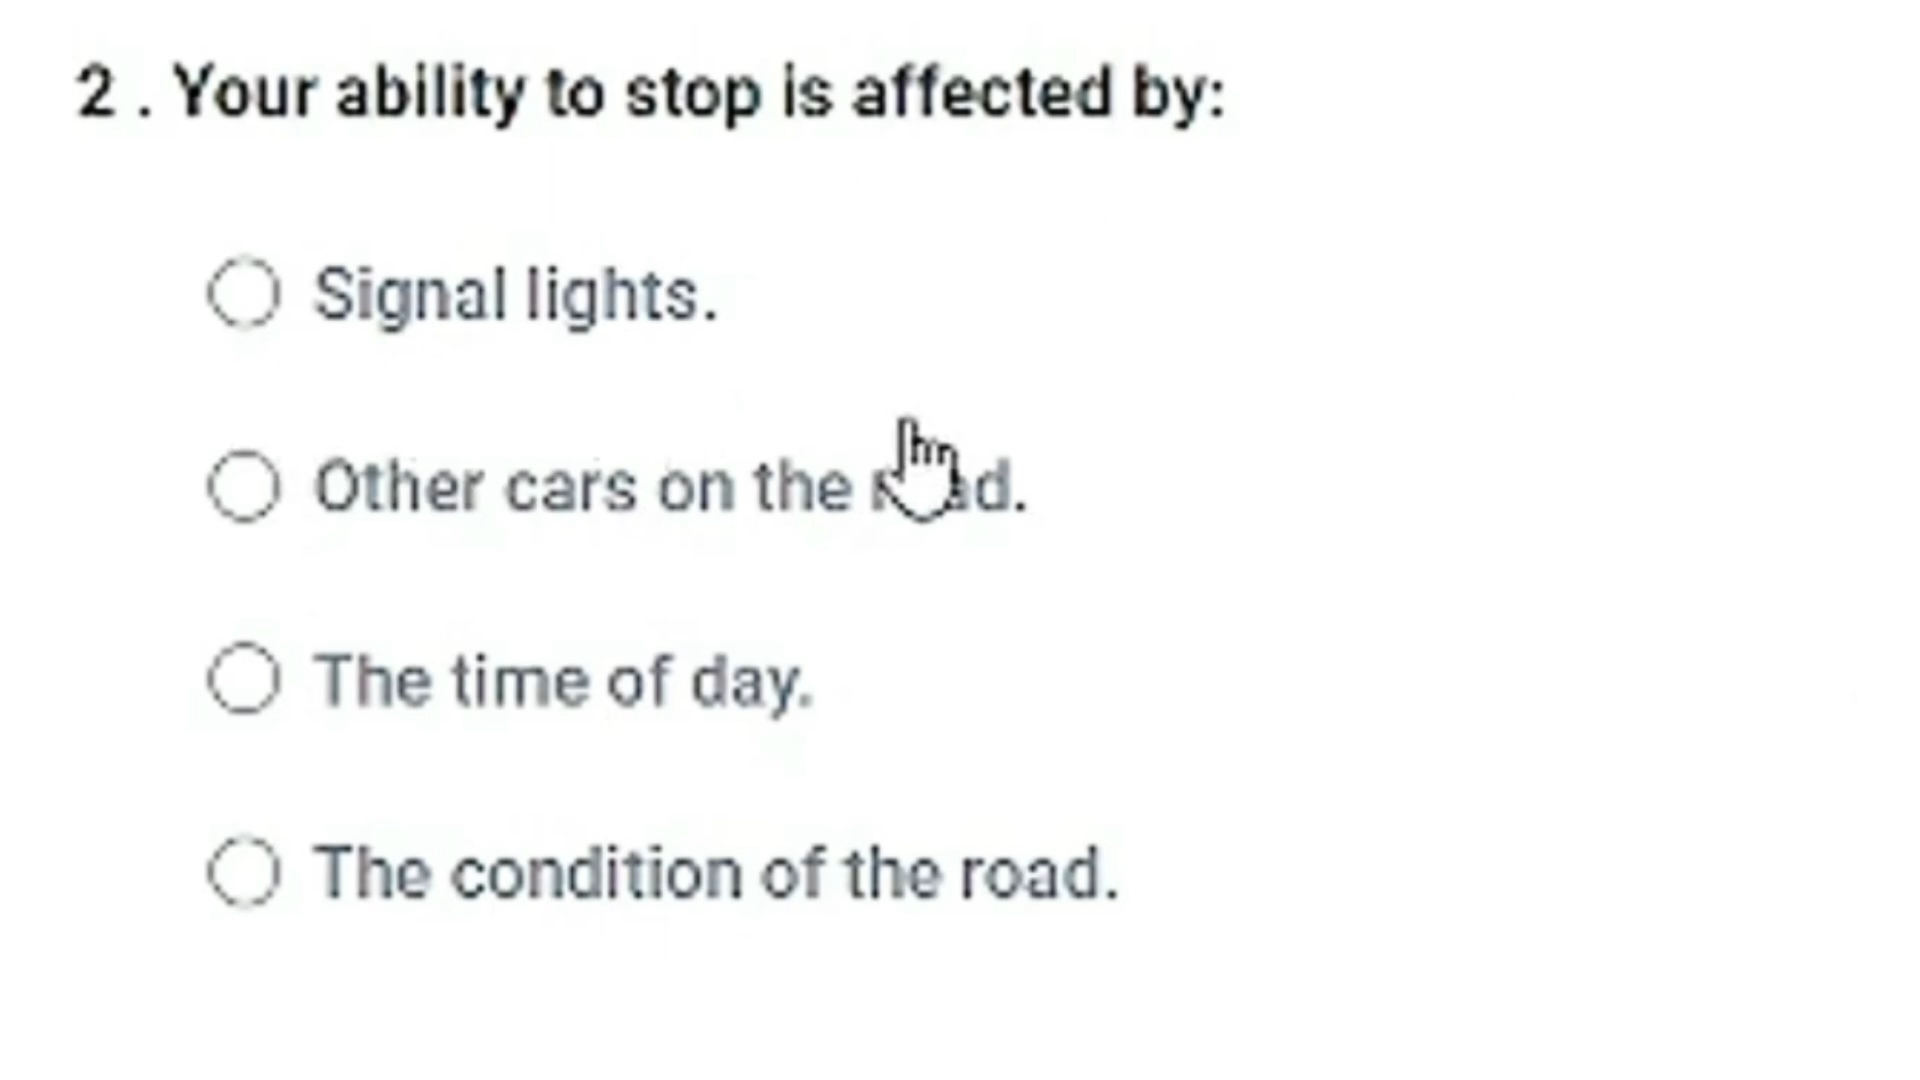 2 . Your ability to stop is affected by:
Signal lights.
Other cars on the
The time of day.
The condition of the road.